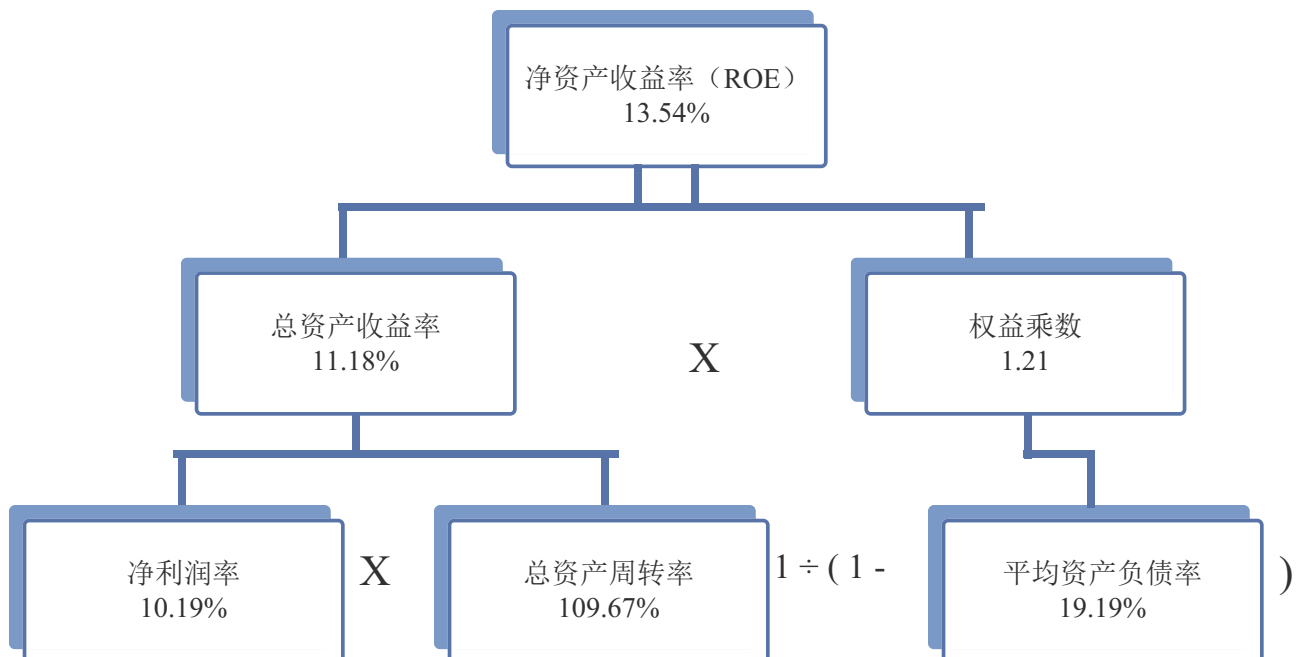 净资产收益率（ROE）
13.54%
总资产收益率
11.18%
X
权益乘数
1.21
净利润率
10.19%
X
总资产周转率
109.67%
1 ÷ ( 1 -
平均资产负债率
19.19%
)